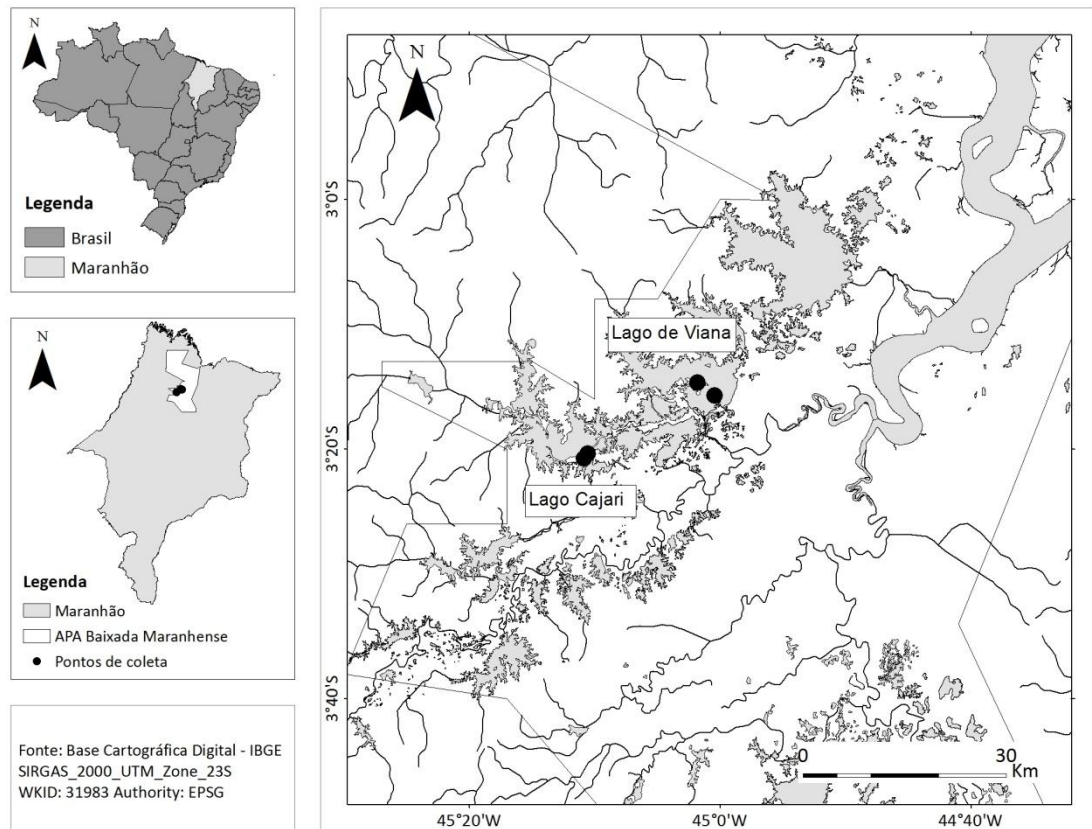 N
Legenda
Brasil
Maranhão
N
Legenda
Maranhão
APA Baixada Maranhense
Pontos de coleta
Fonte: Base Cartográfica Digital - IBGE
SIRGAS_2000_UTM_Zone_23S
WKID: 31983 Authority: EPSG
N
3°0'S
3°20'S
3°40'S
Lago de Viana
Lago Cajari
0 30
Km
45°20'W 45°0'W 44°40'W